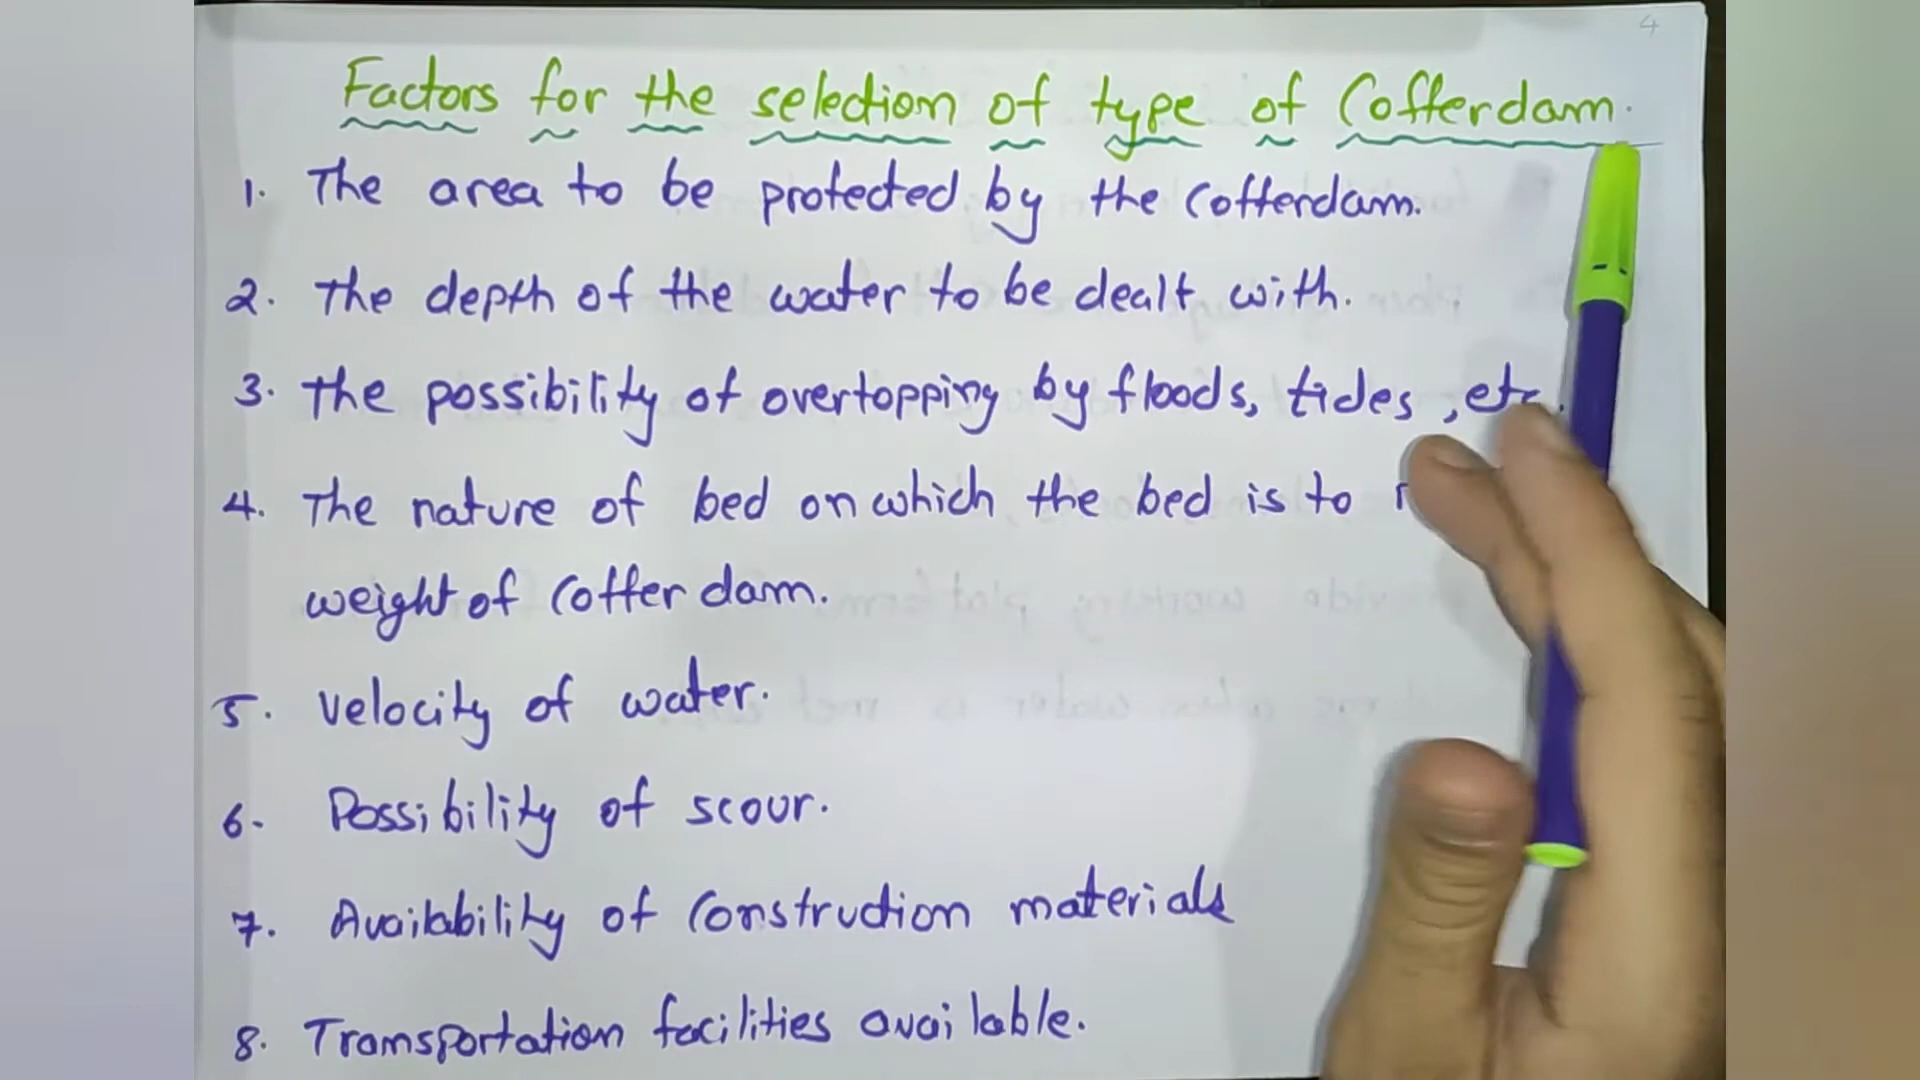 4
Factors for the selection of type of Cofferdam.
1. The area to be protected by the Cofferdam.
2. The depth of the water to be dealt with.
3. The possibility of overtopping by floods, tides, etc.
4. The nature of bed on which the bed is to
weight of Coffer dam.
5. Velocity of water.
6. Possibility of scour.
7. Availability of Construction materials
8. Transportation facilities available.